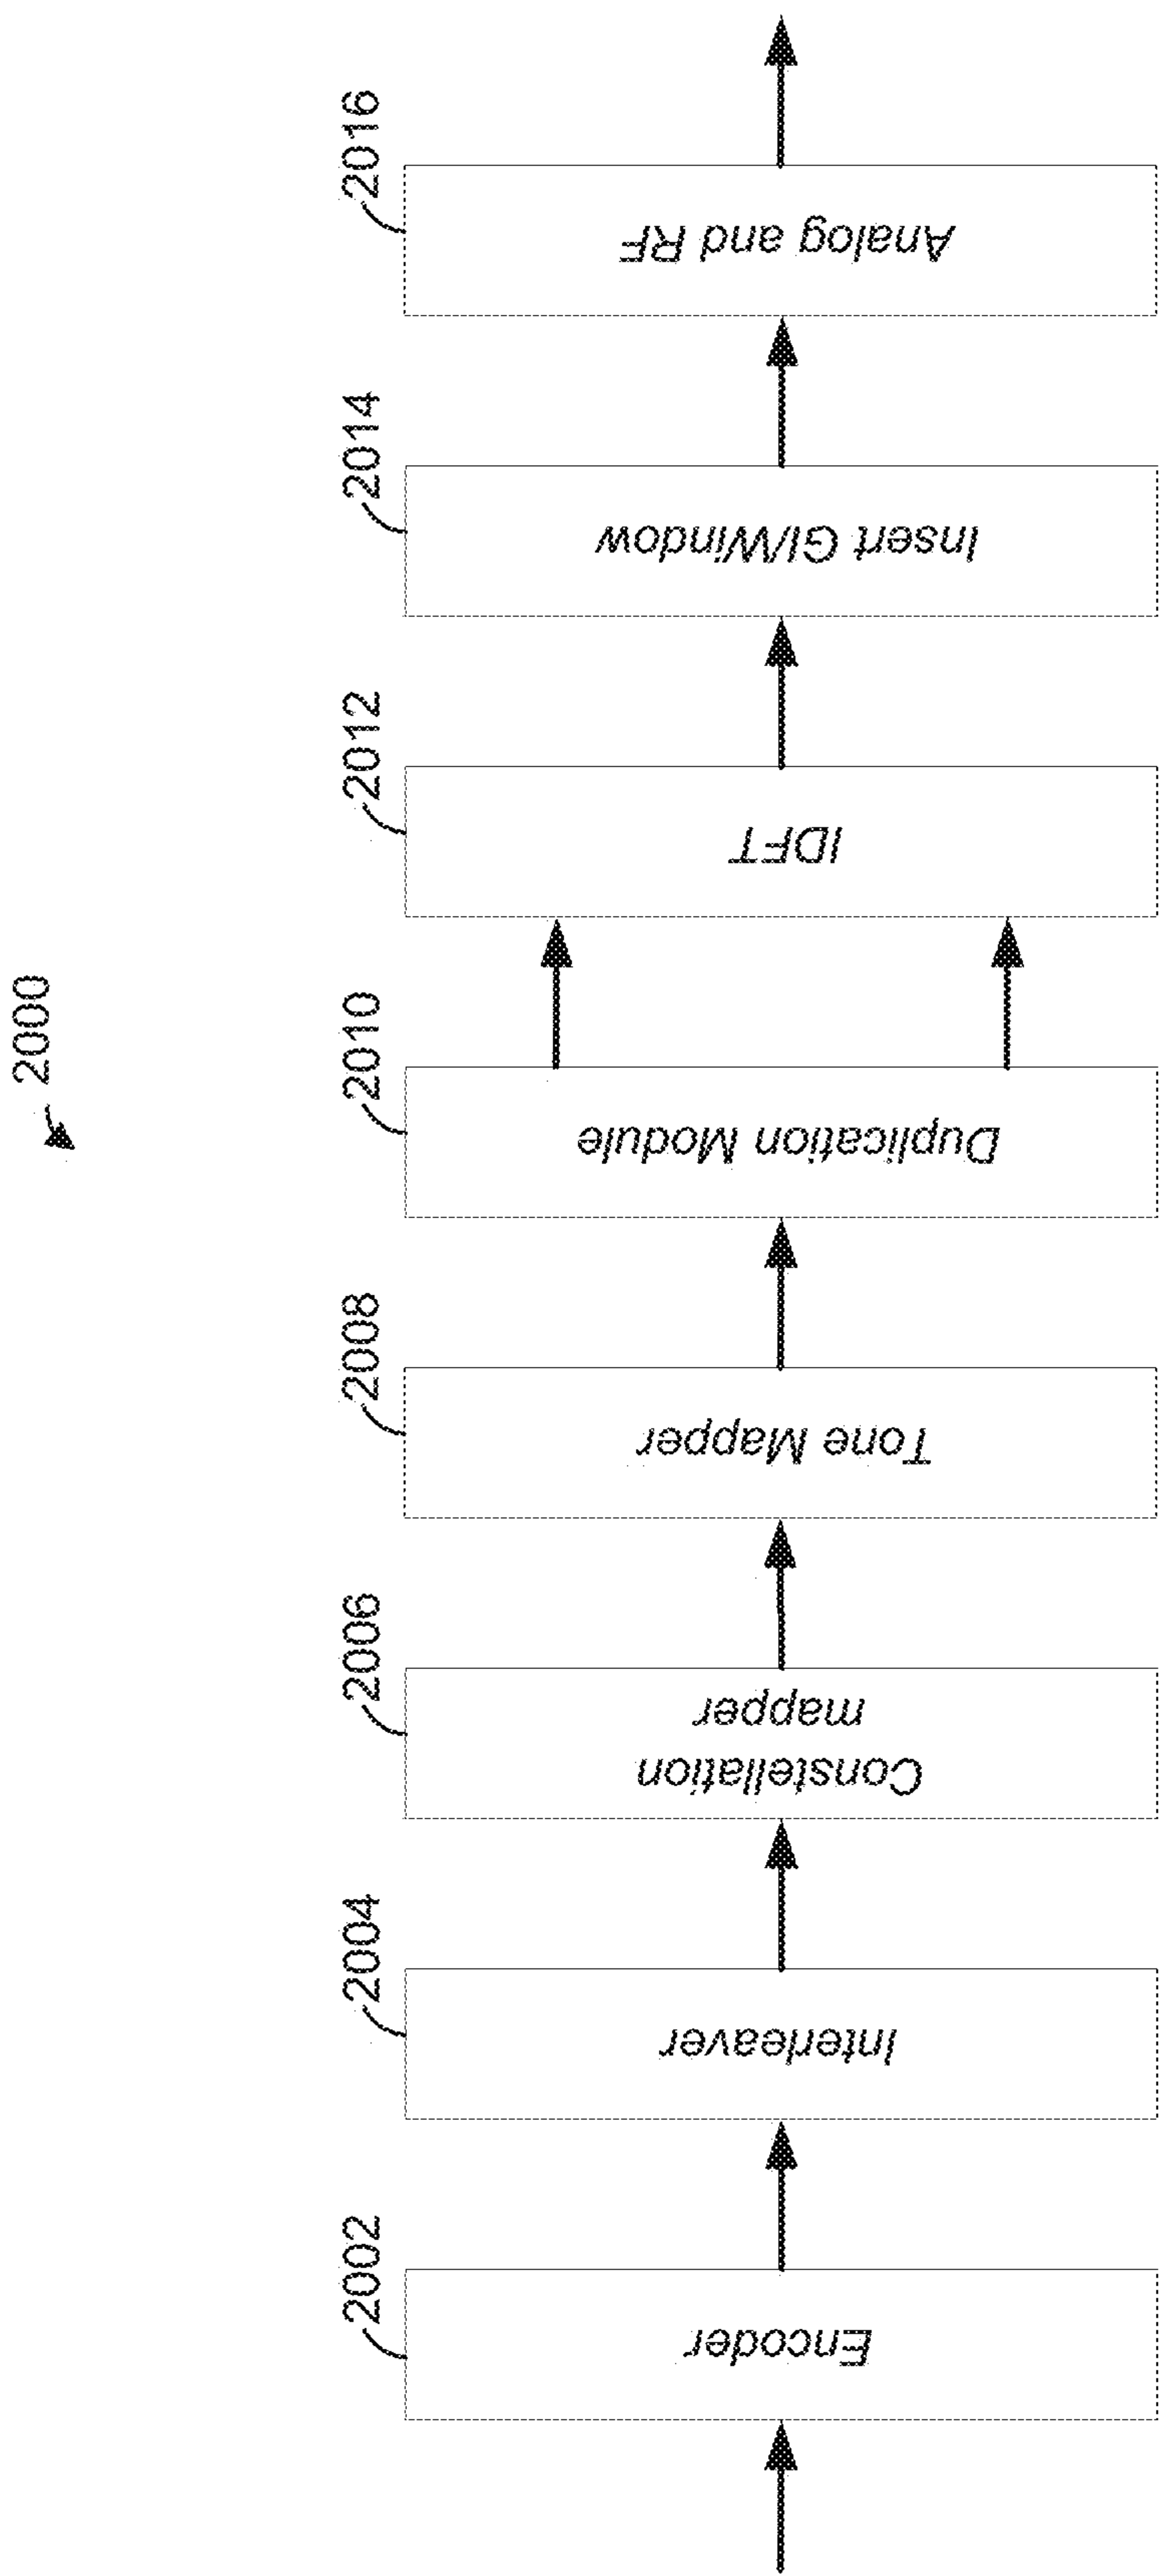 2000
2002
Encoder
2004
Interleaver
2006
Constellation
mapper
2008
Tone Mapper
2010
Duplication Module
2012
IDFT
2014
Insert GI/Window
2016
Analog and RF